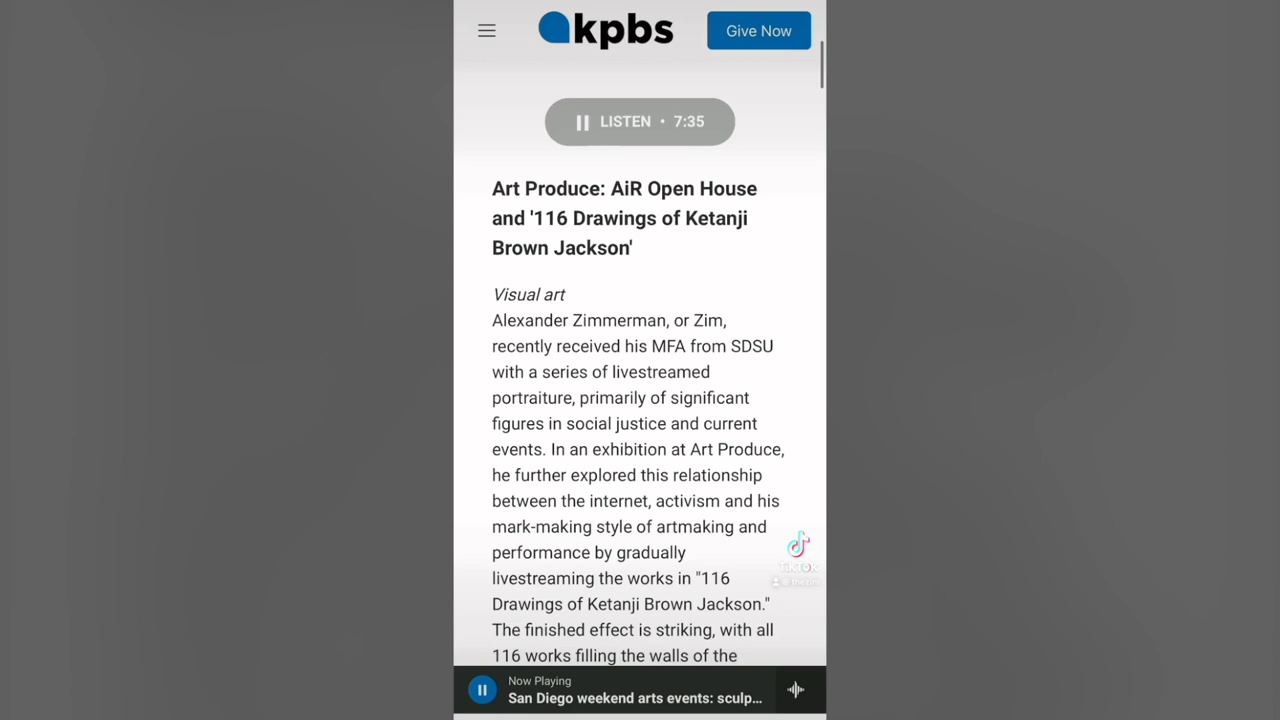 kpbs
Give Now
LISTEN • 7:35
Art Produce: AiR Open House
and '116 Drawings of Ketanji
Brown Jackson'
Visual art
Alexander Zimmerman, or Zim,
recently received his MFA from SDSU
with a series of livestreamed
portraiture, primarily of significant
figures in social justice and current
events. In an exhibition at Art Produce,
he further explored this relationship
between the internet, activism and his
mark-making style of artmaking and
performance by gradually
livestreaming the works in "116
Drawings of Ketanji Brown Jackson."
The finished effect is striking, with all
116 works filling the walls of the
TikTok
Now Playing
San Diego weekend arts events: sculp...